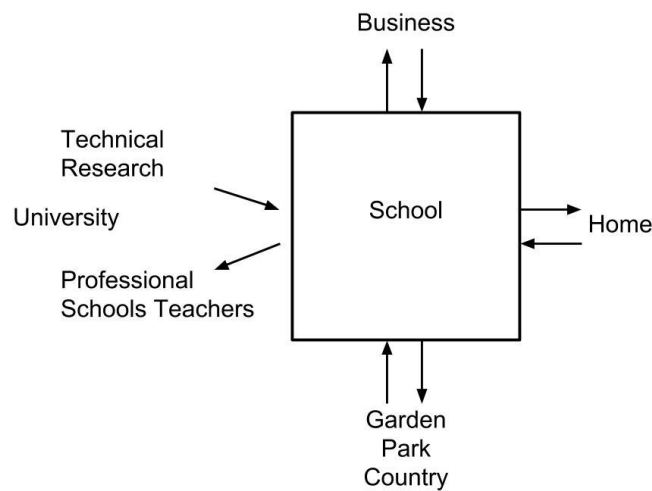 Business
Technical
Research
School
University
Home
Professional
Schools Teachers
Garden
Park
Country